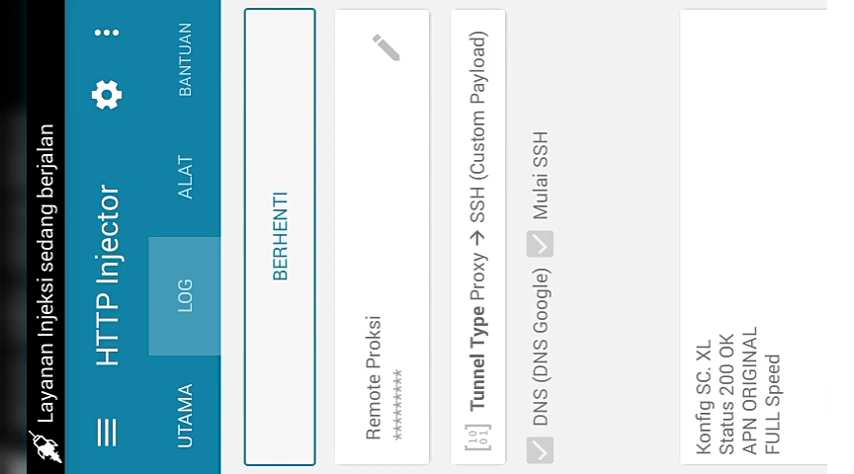 Layanan Injeksi sedang berjalan
HTTP Injector
UTAMA LOG ALAT BANTUAN
BERHENTI
Remote Proksi
*********
Tunnel Type Proxy → SSH (Custom Payload)
DNS (DNS Google) Mulai SSH
Konfig SC. XL
Status 200 OK
APN ORIGINAL
FULL Speed